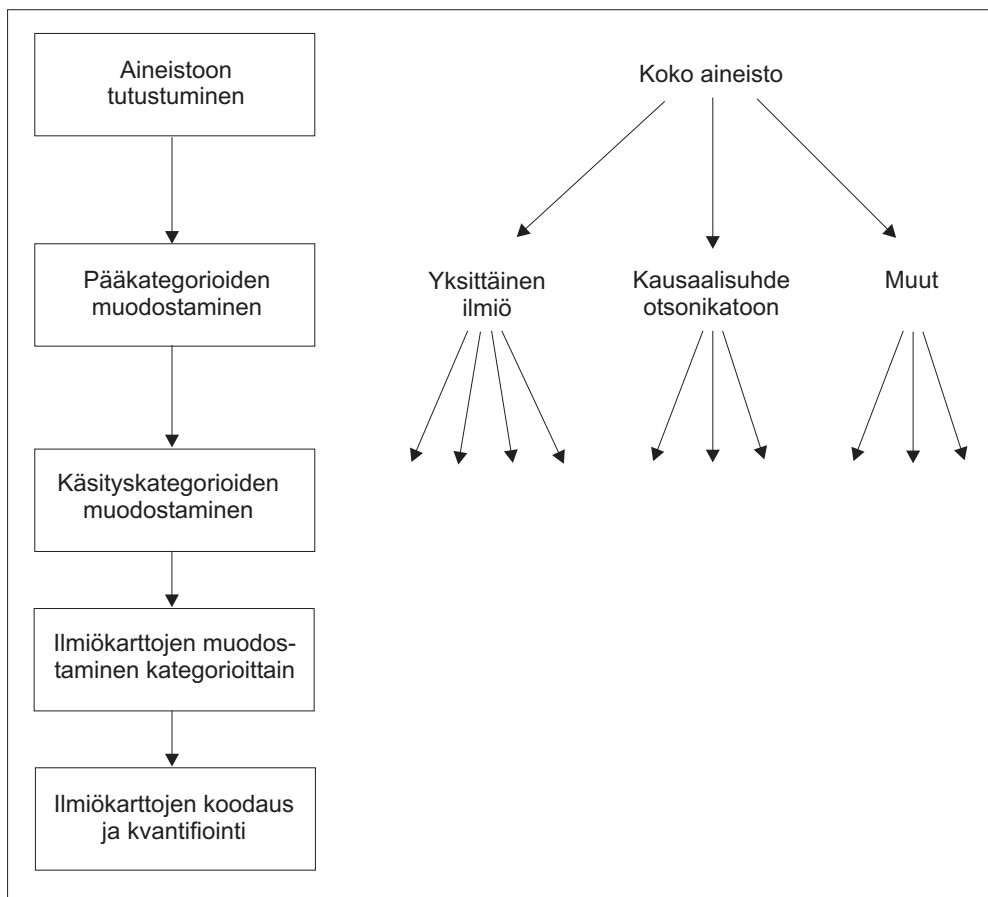 Aineistoon
tutustuminen
Koko aineisto
Pääkategorioiden
muodostaminen
Yksittäinen
ilmiö
Kausaalisuhde
otsonikatoon
Muut
Käsityskategorioiden
muodostaminen
Ilmiökarttojen muodos-
taminen kategorioittain
Ilmiökarttojen koodaus
ja kvantifiointi